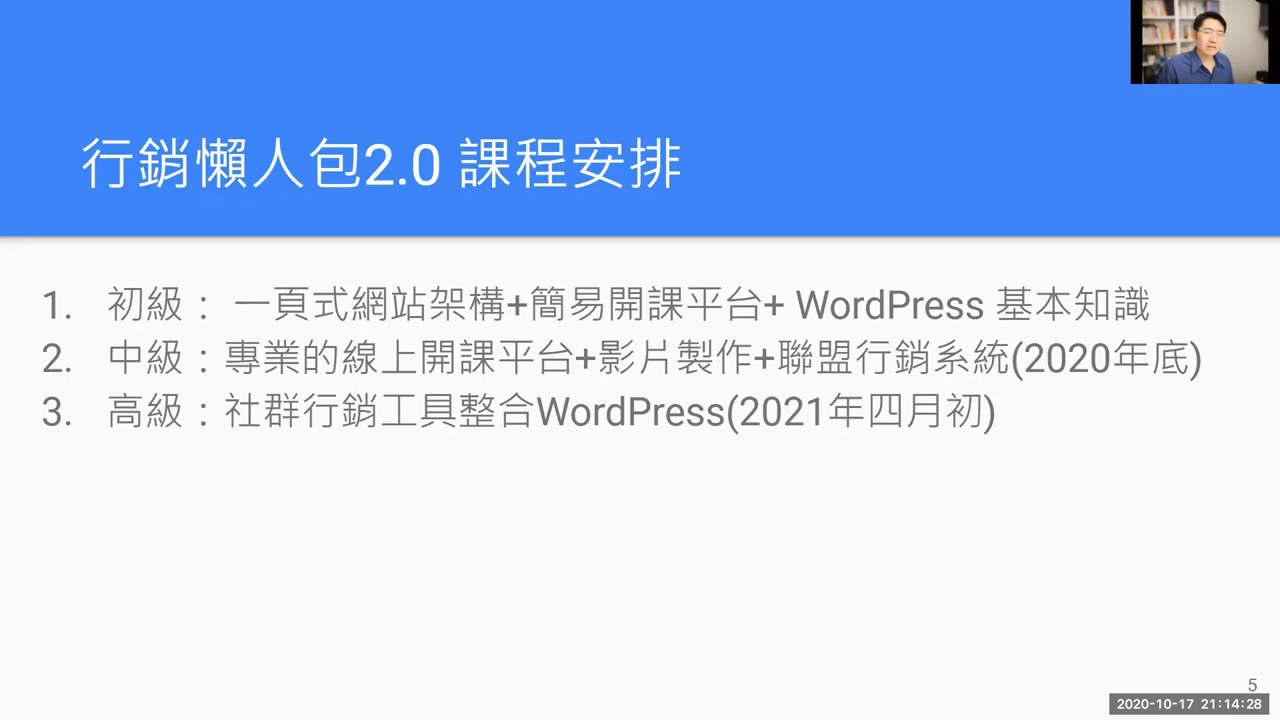 行銷懶人包2.0 課程安排
1. 初級： 一頁式網站架構+簡易開課平台+ WordPress 基本知識
2. 中級：專業的線上開課平台+影片製作+聯盟行銷系統(2020年底)
3. 高級：社群行銷工具整合WordPress(2021年四月初)
5
2020-10-17 21:14:28